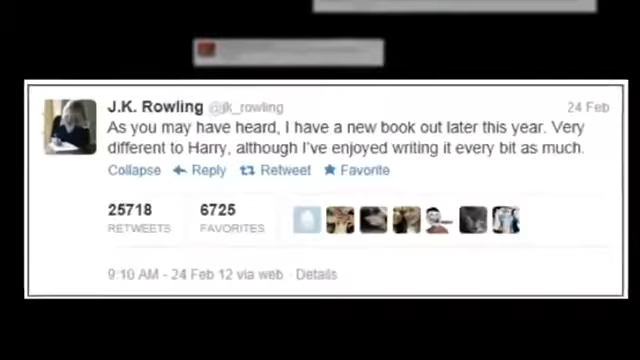 J.K. Rowling @jk_rowling 24 Feb
As you may have heard, I have a new book out later this year. Very
different to Harry, although I've enjoyed writing it every bit as much.
Collapse Reply Retweet Favorite
25718 6725
RETWEETS FAVORITES
9:10 AM - 24 Feb 12 via web · Details